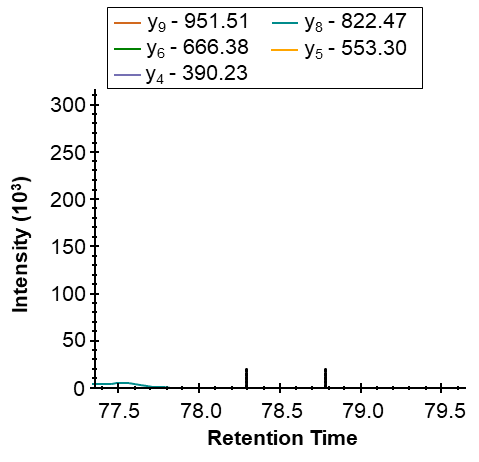 y₉ - 951.51 y₈ - 822.47
y₆ - 666.38 y₅ - 553.30
y₄ - 390.23
300
250
200
150
100
50
0
Intensity (10³)
77.5 78.0 78.5 79.0 79.5
Retention Time